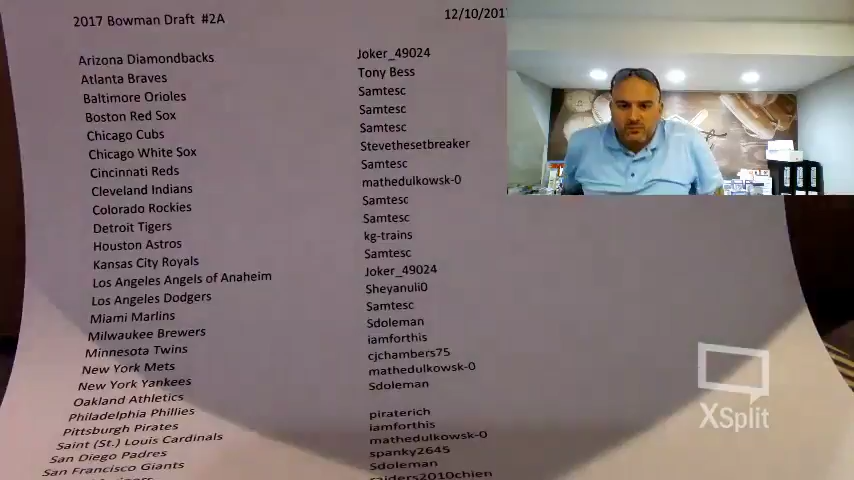 2017 Bowman Draft #2A 12/10/201
Arizona Diamondbacks Joker_49024
Atlanta Braves Tony Bess
Baltimore Orioles Samtesc
Boston Red Sox Samtesc
Chicago Cubs Samtesc
Chicago White Sox Stevethesetbreaker
Cincinnati Reds Samtesc
Cleveland Indians mathedulkowsk-0
Colorado Rockies Samtesc
Detroit Tigers Samtesc
Houston Astros kg-trains
Kansas City Royals Samtesc
Los Angeles Angels of Anaheim Joker_49024
Los Angeles Dodgers Sheyanuli0
Miami Marlins Samtesc
Milwaukee Brewers Sdoleman
Minnesota Twins iamforthis
New York Mets cjchambers75
New York Yankees mathedulkowsk-0
Oakland Athletics Sdoleman
Philadelphia Phillies
Pittsburgh Pirates piraterich
Saint (St.) Louis Cardinals iamforthis
San Diego Padres mathedulkowsk-0
San Francisco Giants spanky2645
Sdoleman
raiders2010chien
XSplit